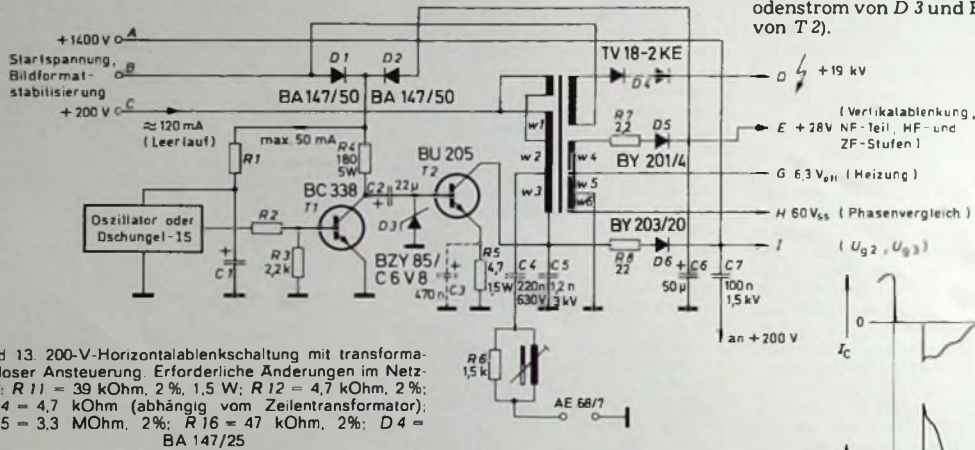 odenstrom von D 3 und
von T 2).
+1400 V A
Startspannung,
Bildformat-
stabilisierung
B
+200 V C
≈120 mA
(Leerlauf)
max. 50 mA
D1
D2
BA 147/50
BA 147/50
R1
R4
180
5W
BC 338
T1
C2
22µ
BU 205
T2
Oszillator oder
Dschungel-IS
R2
R3
2,2k
C1
D3
BZY 85/
C6V8
470n
C3
R5
4,7
1,5W
C4
220n
630V
C5
1,2n
3kV
w1
w2
w3
w4
w5
w6
TV 18-2 KE
D4
R7
2,2
D5
BY 201/4
BY 203/20
R8
22
D6
C6
50µ
C7
100n
1,5kV
an +200 V
R6
1,5k
AE 68/7
D +19 kV
E +28V
(Vertikalablenkung,
NF-Teil, HF-und
ZF-Stufen)
G 6,3 Veff (Heizung)
H 60Vss (Phasenvergleich)
I (Ug2, Ug3)
0
IC
d 13. 200-V-Horizontalablenkschaltung mit transforma-
loser Ansteuerung. Erforderliche Änderungen im Netz-
: R 11 = 39 kOhm, 2%, 1,5 W; R 12 = 4,7 kOhm, 2%;
4 = 4,7 kOhm (abhängig vom Zeilentransformator);
5 = 3,3 MOhm, 2%; R 16 = 47 kOhm, 2%; D 4 =
BA 147/25